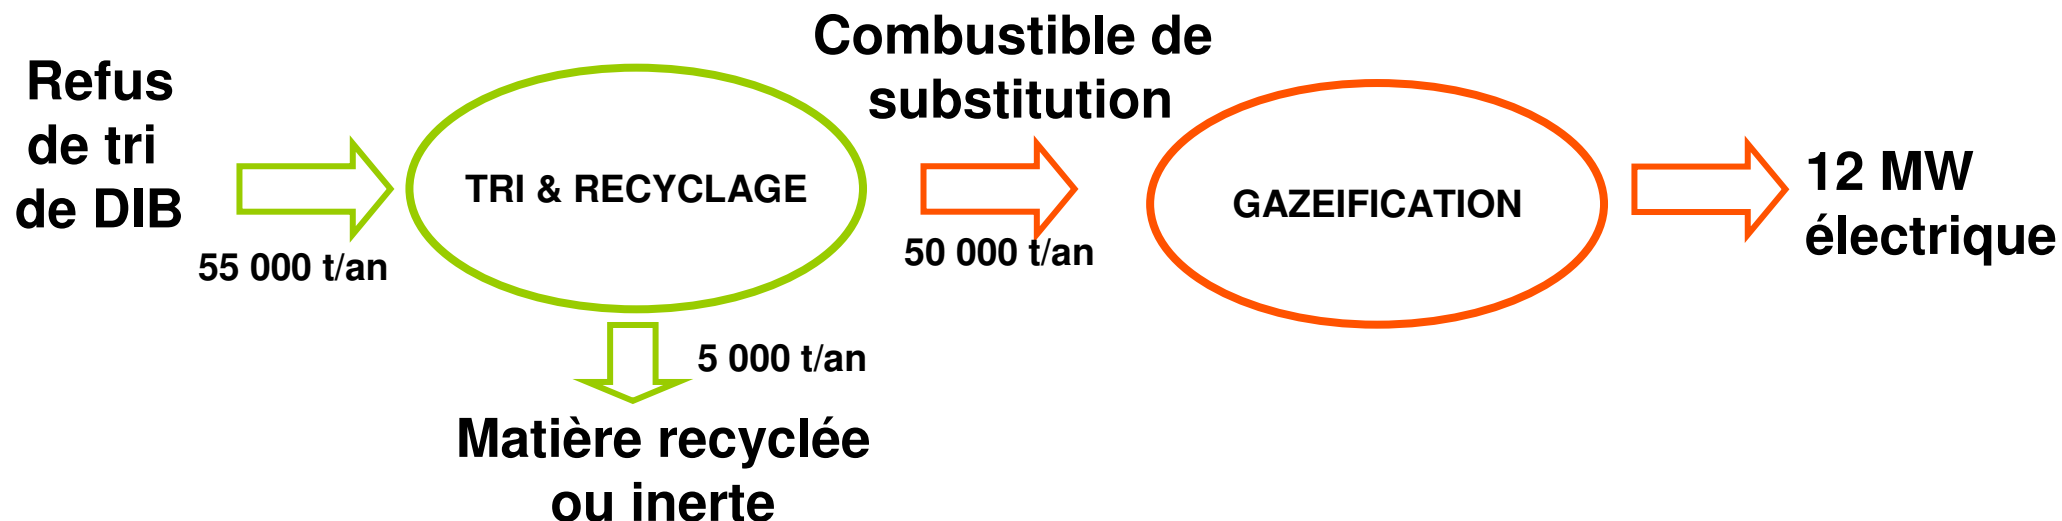 Refus
de tri
de DIB
55 000 t/an
TRI & RECYCLAGE
5 000 t/an
Matière recyclée
ou inerte
Combustible de
substitution
50 000 t/an
GAZEIFICATION
12 MW
électrique